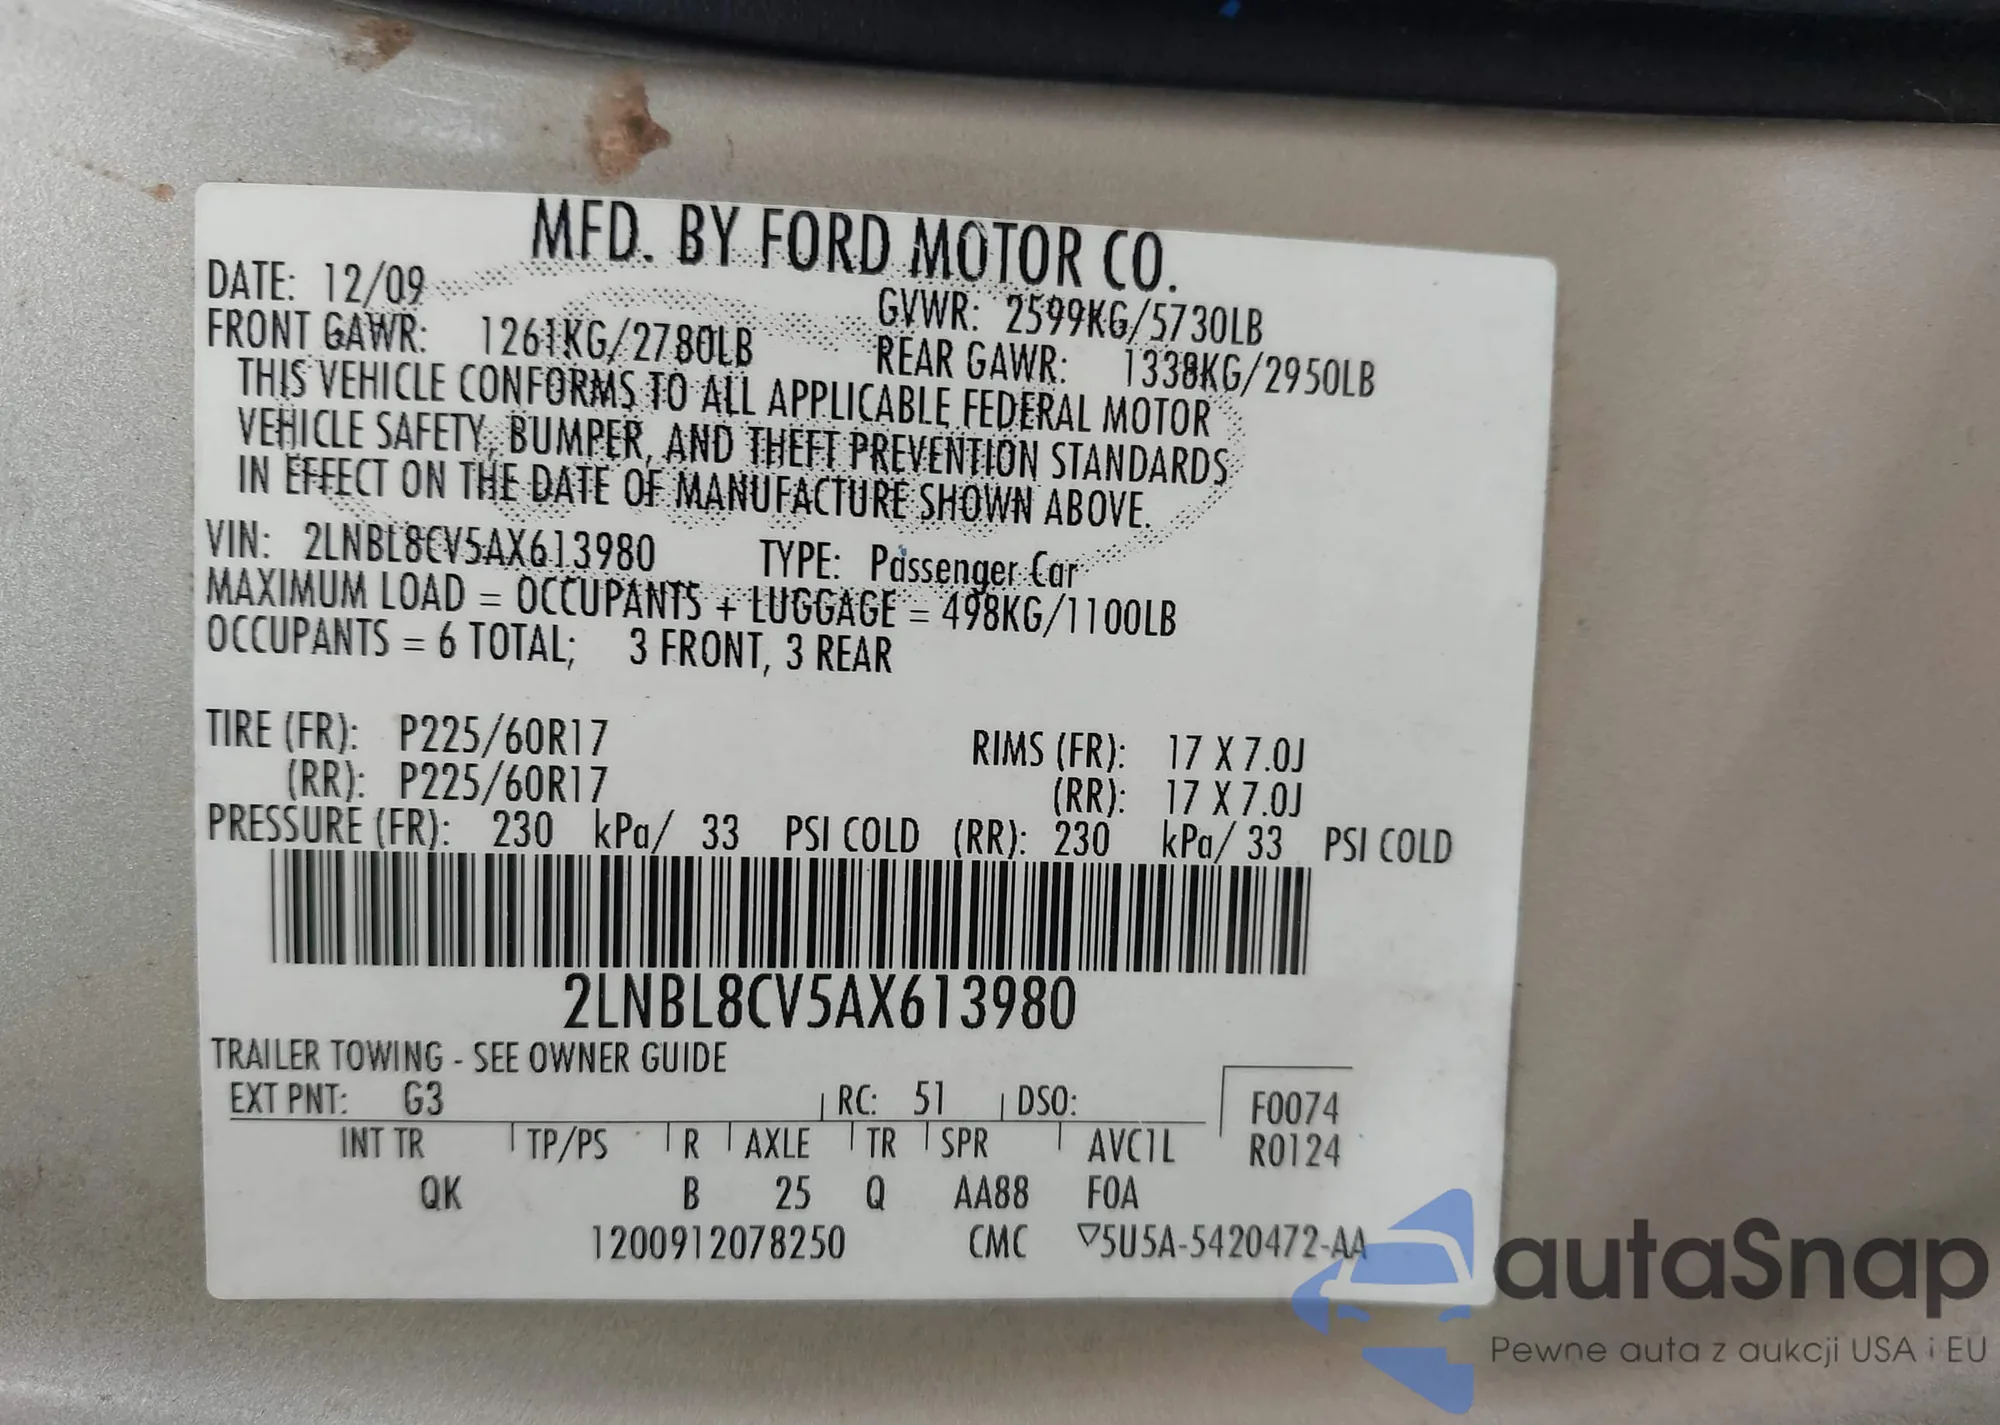 MFD. BY FORD MOTOR CO.
DATE: 12/09 GVWR: 2599KG/5730LB
FRONT GAWR: 1261KG/2780LB REAR GAWR: 1338KG/2950LB
THIS VEHICLE CONFORMS TO ALL APPLICABLE FEDERAL MOTOR
VEHICLE SAFETY, BUMPER, AND THEFT PREVENTION STANDARDS
IN EFFECT ON THE DATE OF MANUFACTURE SHOWN ABOVE.
VIN: 2LNBL8CV5AX613980 TYPE: Passenger Car
MAXIMUM LOAD = OCCUPANTS + LUGGAGE = 498KG/1100LB
OCCUPANTS = 6 TOTAL; 3 FRONT, 3 REAR
TIRE (FR): P225/60R17 RIMS (FR): 17 X 7.0J
(RR): P225/60R17 (RR): 17 X 7.0J
PRESSURE (FR): 230 kPa/ 33 PSI COLD (RR): 230 kPa/ 33 PSI COLD
2LNBL8CV5AX613980
TRAILER TOWING - SEE OWNER GUIDE
EXT PNT: G3 RC: 51 DSO: F0074
INT TR TP/PS R AXLE TR SPR AVC1L R0124
QK B 25 Q AA88 F0A
1200912078250 CMC ▽5U5A-5420472-AA
autaSnap
Pewne auta z aukcji USA i EU